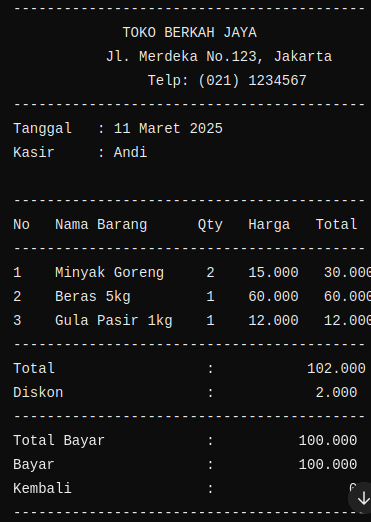 ------------------------------------------
TOKO BERKAH JAYA
Jl. Merdeka No.123, Jakarta
Telp: (021) 1234567
------------------------------------------
Tanggal : 11 Maret 2025
Kasir : Andi
------------------------------------------
No Nama Barang Qty Harga Total
------------------------------------------
1 Minyak Goreng 2 15.000 30.000
2 Beras 5kg 1 60.000 60.000
3 Gula Pasir 1kg 1 12.000 12.000
------------------------------------------
Total : 102.000
Diskon : 2.000
------------------------------------------
Total Bayar : 100.000
Bayar : 100.000
Kembali :
------------------------------------------